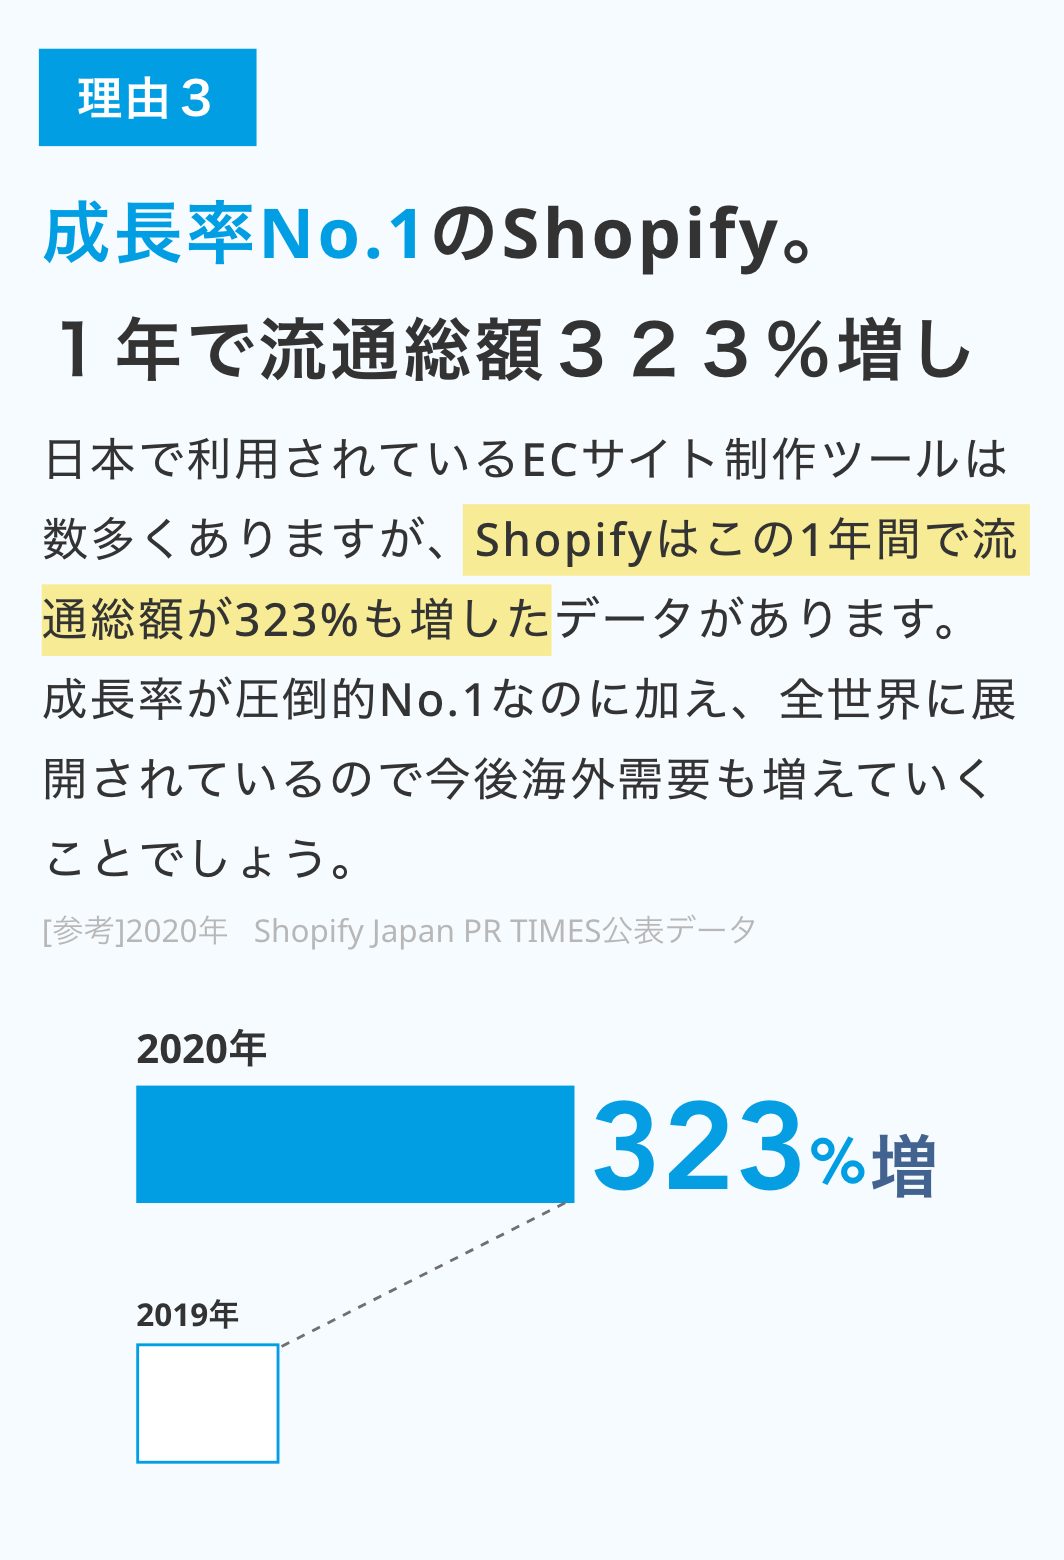 理由３
成長率No.1のShopify。
１年で流通総額３２３％増し
日本で利用されているECサイト制作ツールは
数多くありますが、Shopifyはこの1年間で流
通総額が323%も増したデータがあります。
成長率が圧倒的No.1なのに加え、全世界に展
開されているので今後海外需要も増えていく
ことでしょう。
[参考]2020年　Shopify Japan PR TIMES公表データ
2020年
323%増
2019年